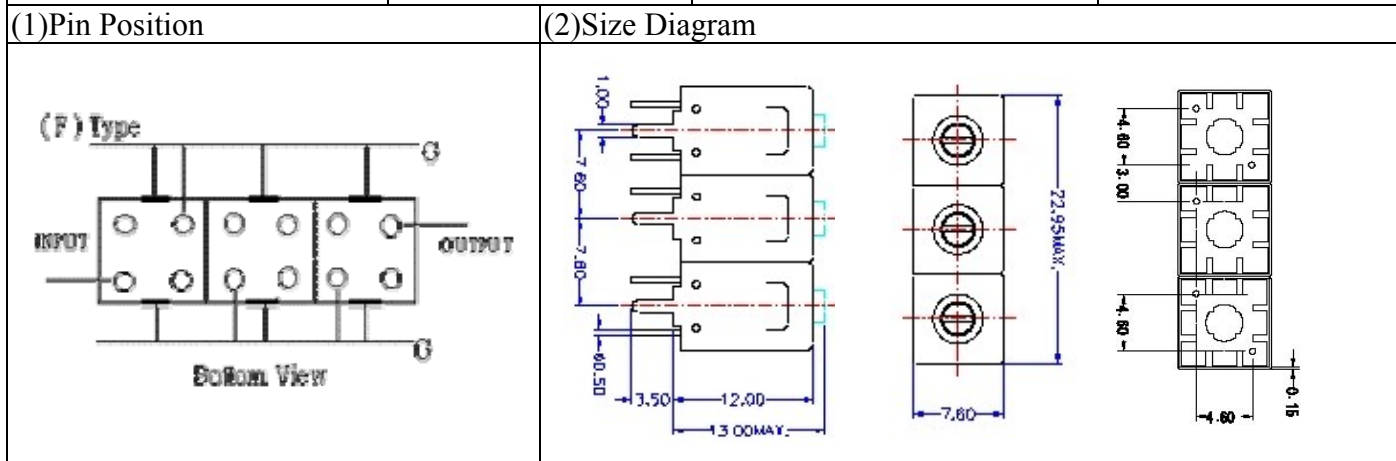 (1)Pin Position
(2)Size Diagram
(F) Type
G
INPUT
OUTPUT
G
Bottom View
1.00
7.60
7.60
ϕ0.50
3.50
12.00
13.00MAX.
22.95MAX.
7.60
4.60
3.00
4.60
4.60
0.15